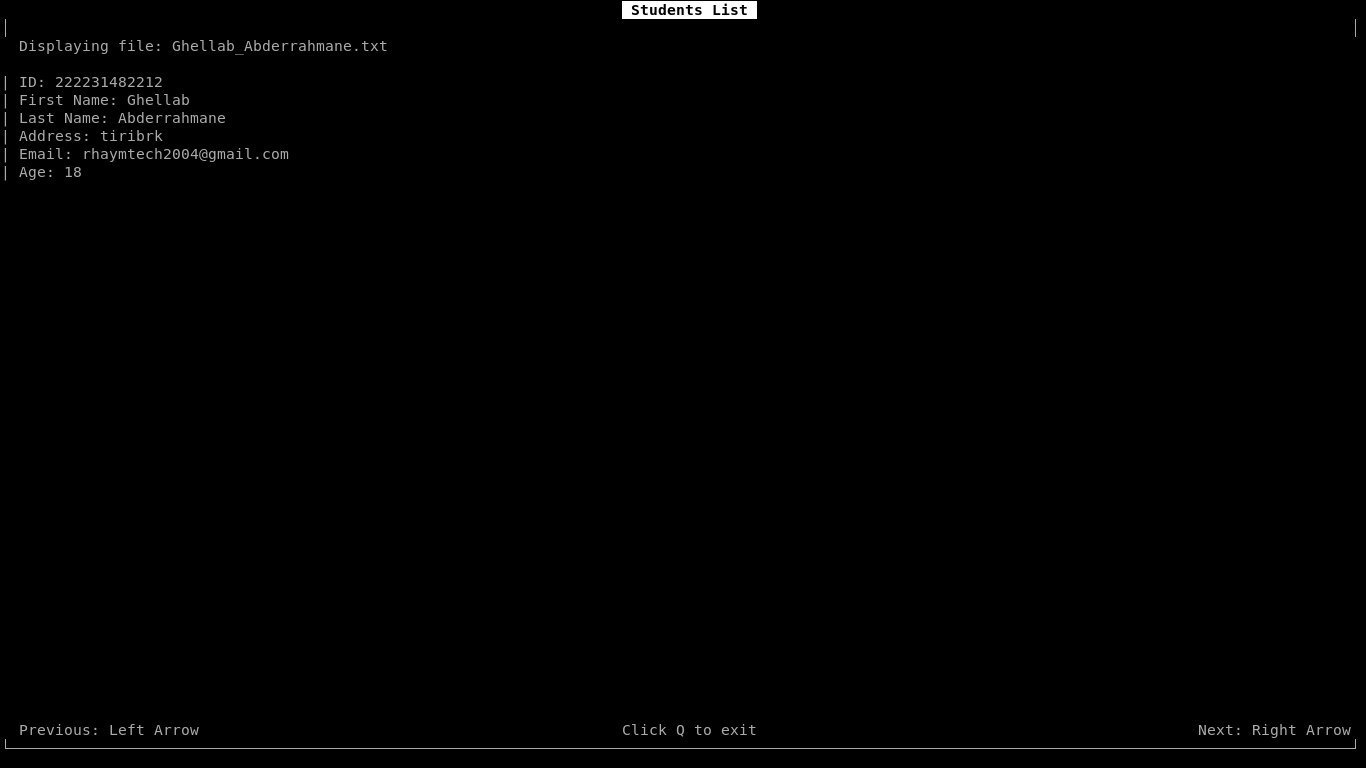 Students List
Displaying file: Ghellab_Abderrahmane.txt
| ID: 222231482212
| First Name: Ghellab
| Last Name: Abderrahmane
| Address: tiribrk
| Email: rhaymtech2004@gmail.com
| Age: 18
Previous: Left Arrow
Click Q to exit
Next: Right Arrow